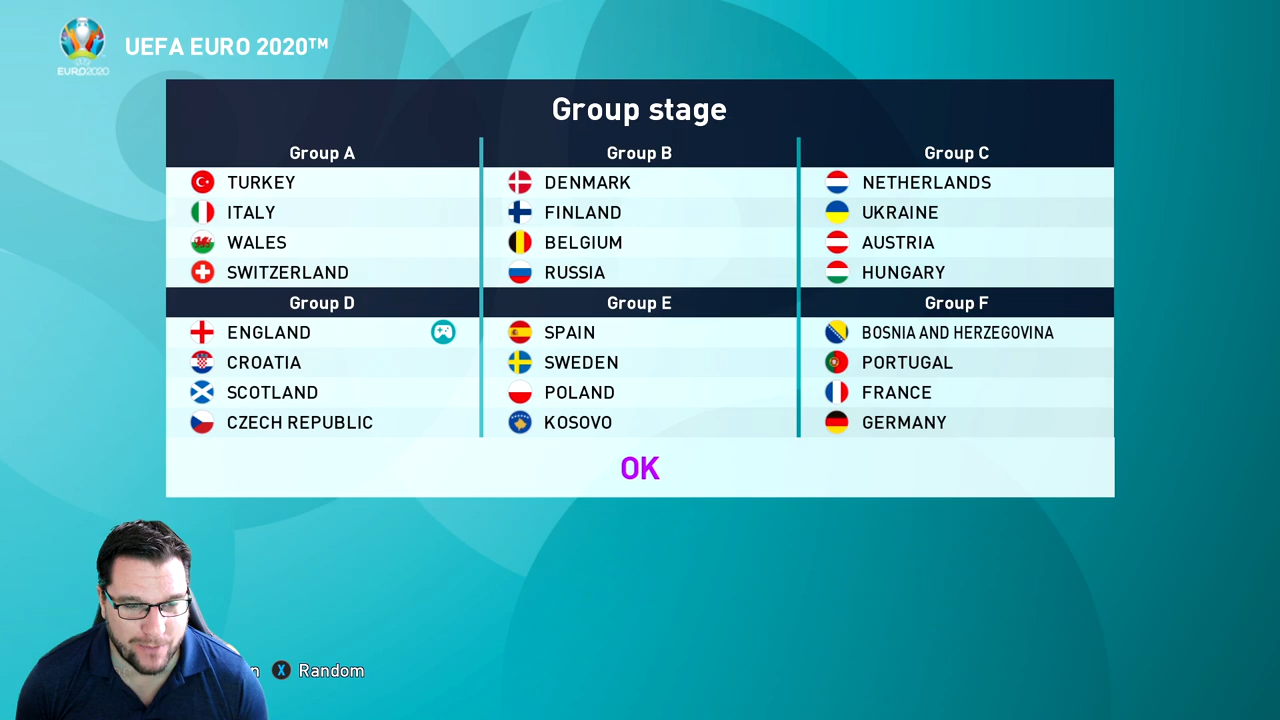 EURO2020
UEFA EURO 2020™
Group stage
Group A
TURKEY
ITALY
WALES
SWITZERLAND
Group B
DENMARK
FINLAND
BELGIUM
RUSSIA
Group C
NETHERLANDS
UKRAINE
AUSTRIA
HUNGARY
Group D
ENGLAND
CROATIA
SCOTLAND
CZECH REPUBLIC
Group E
SPAIN
SWEDEN
POLAND
KOSOVO
Group F
BOSNIA AND HERZEGOVINA
PORTUGAL
FRANCE
GERMANY
OK
X Random